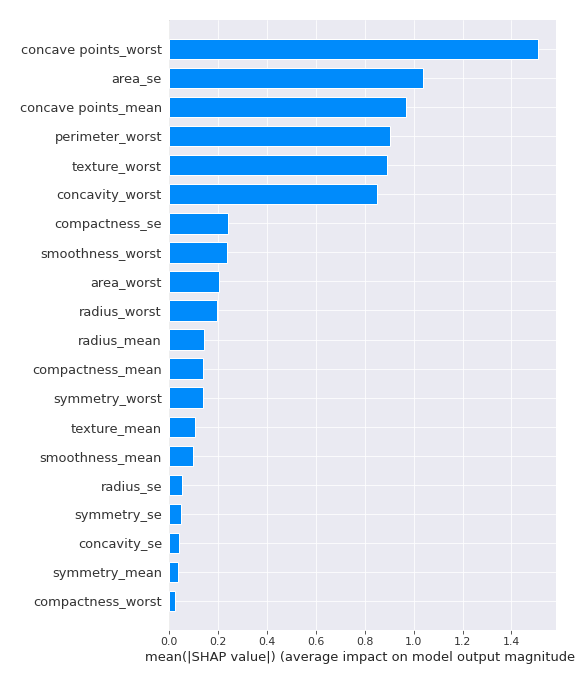 concave points_worst
area_se
concave points_mean
perimeter_worst
texture_worst
concavity_worst
compactness_se
smoothness_worst
area_worst
radius_worst
radius_mean
compactness_mean
symmetry_worst
texture_mean
smoothness_mean
radius_se
symmetry_se
concavity_se
symmetry_mean
compactness_worst
0.0 0.2 0.4 0.6 0.8 1.0 1.2 1.4
mean(|SHAP value|) (average impact on model output magnitude